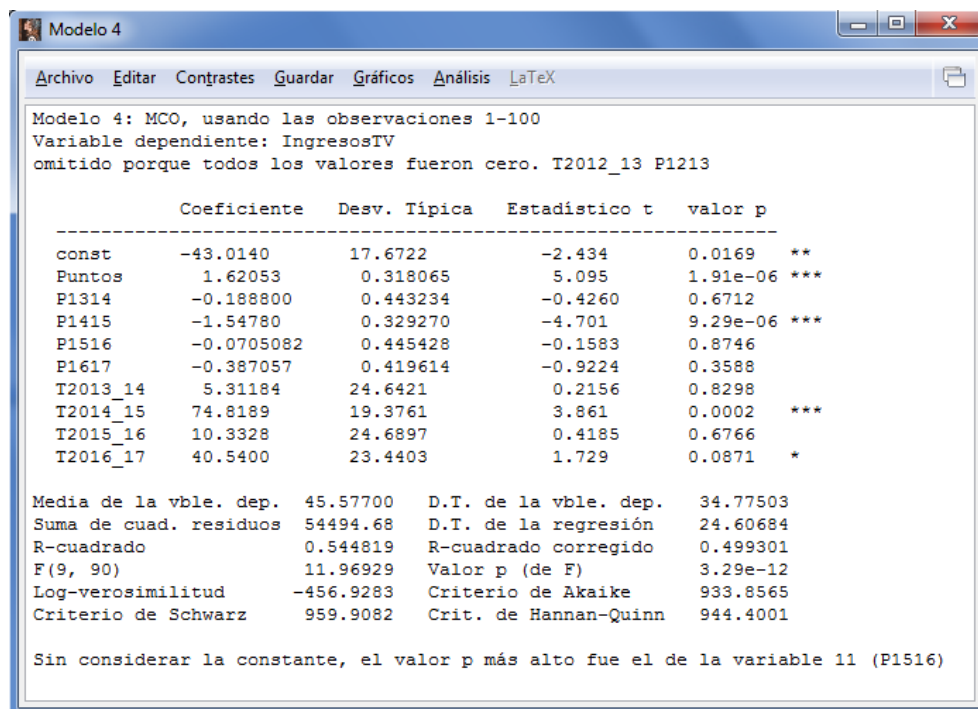 Modelo 4
Archivo Editar Contrastes Guardar Gráficos Análisis LaTeX
Modelo 4: MCO, usando las observaciones 1-100
Variable dependiente: IngresosTV
omitido porque todos los valores fueron cero. T2012_13 P1213
Coeficiente Desv. Típica Estadístico t valor p
----------------------------------------------------------------
const -43.0140 17.6722 -2.434 0.0169 **
Puntos 1.62053 0.318065 5.095 1.91e-06 ***
P1314 -0.188800 0.443234 -0.4260 0.6712
P1415 -1.54780 0.329270 -4.701 9.29e-06 ***
P1516 -0.0705082 0.445428 -0.1583 0.8746
P1617 -0.387057 0.419614 -0.9224 0.3588
T2013_14 5.31184 24.6421 0.2156 0.8298
T2014_15 74.8189 19.3761 3.861 0.0002 ***
T2015_16 10.3328 24.6897 0.4185 0.6766
T2016_17 40.5400 23.4403 1.729 0.0871 *
Media de la vble. dep. 45.57700 D.T. de la vble. dep. 34.77503
Suma de cuad. residuos 54494.68 D.T. de la regresión 24.60684
R-cuadrado 0.544819 R-cuadrado corregido 0.499301
F(9, 90) 11.96929 Valor p (de F) 3.29e-12
Log-verosimilitud -456.9283 Criterio de Akaike 933.8565
Criterio de Schwarz 959.9082 Crit. de Hannan-Quinn 944.4001
Sin considerar la constante, el valor p más alto fue el de la variable 11 (P1516)